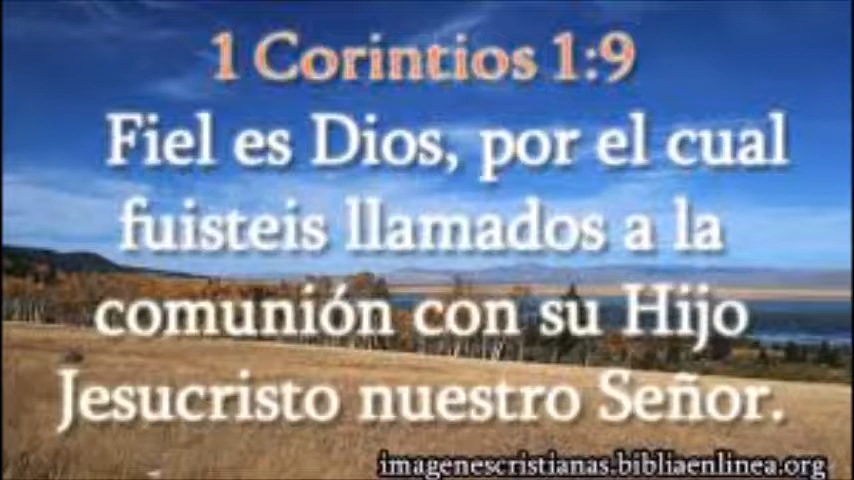 1 Corintios 1:9
Fiel es Dios, por el cual
fuisteis llamados a la
comunión con su Hijo
Jesucristo nuestro Señor.
imagenescristianas.bibliaenlinea.org